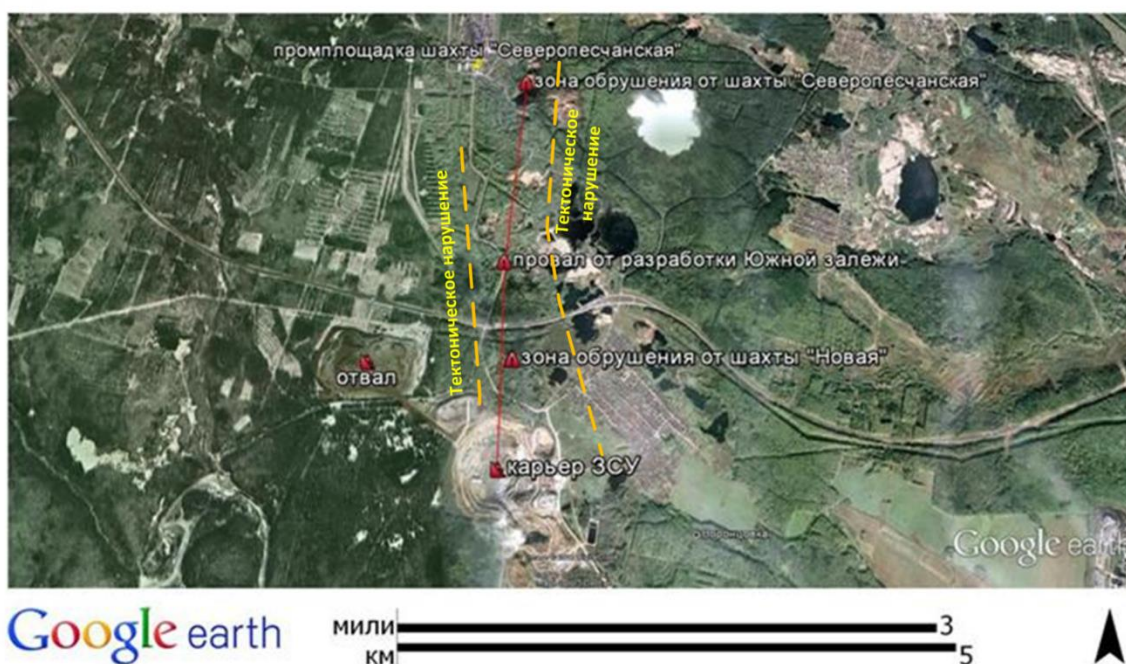 промплощадка шахты "Северопесчанская"
зона обрушения от шахты "Северопесчанская"
Тектоническое нарушение
Тектоническое
нарушение
провал от разработки Южной залежи
зона обрушения от шахты "Новая"
отвал
карьер ЗСУ
Google earth
Google earth
мили 3
км 5